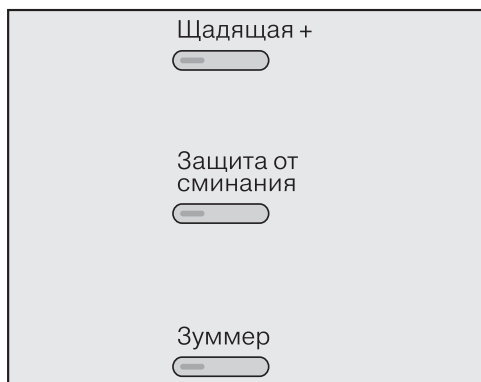 Щадящая +
Защита от
сминания
Зуммер